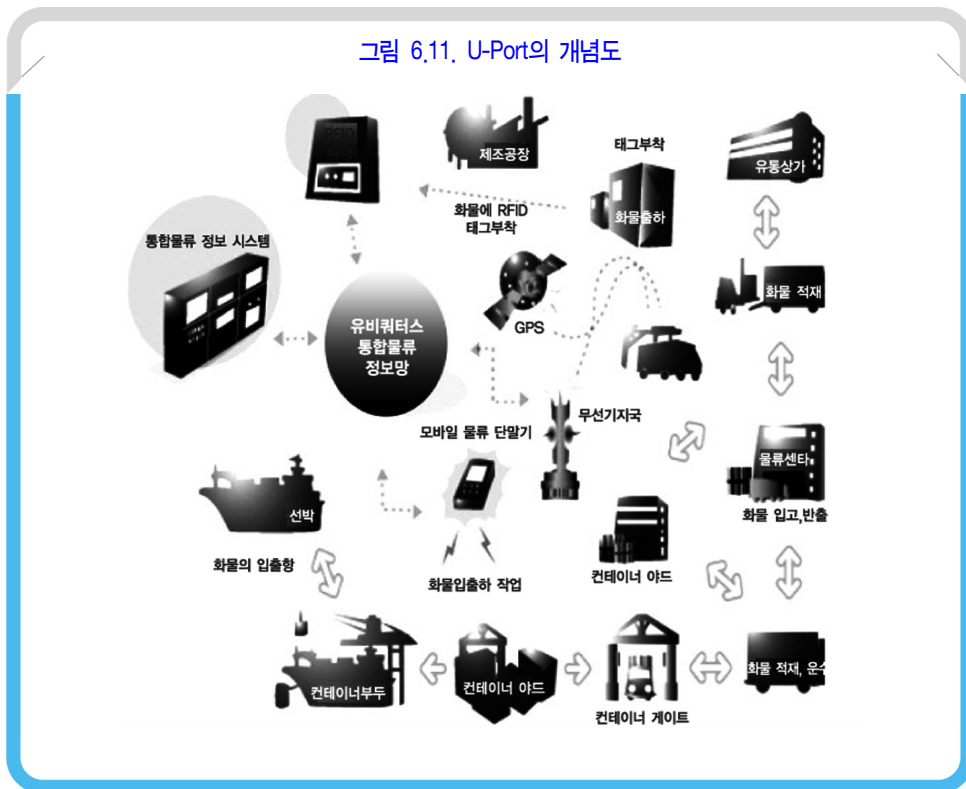 그림 6.11. U-Port의 개념도
제조공장
태그부착
유통상가
화물에 RFID
태그부착
화물출하
통합물류 정보 시스템
화물 적재
GPS
유비쿼터스
통합물류
정보망
무선기지국
모바일 물류 단말기
물류센타
선박
화물 입고,반출
화물의 입출항
화물입출하 작업
컨테이너 야드
컨테이너부두
컨테이너 야드
화물 적재, 운수
컨테이너 게이트